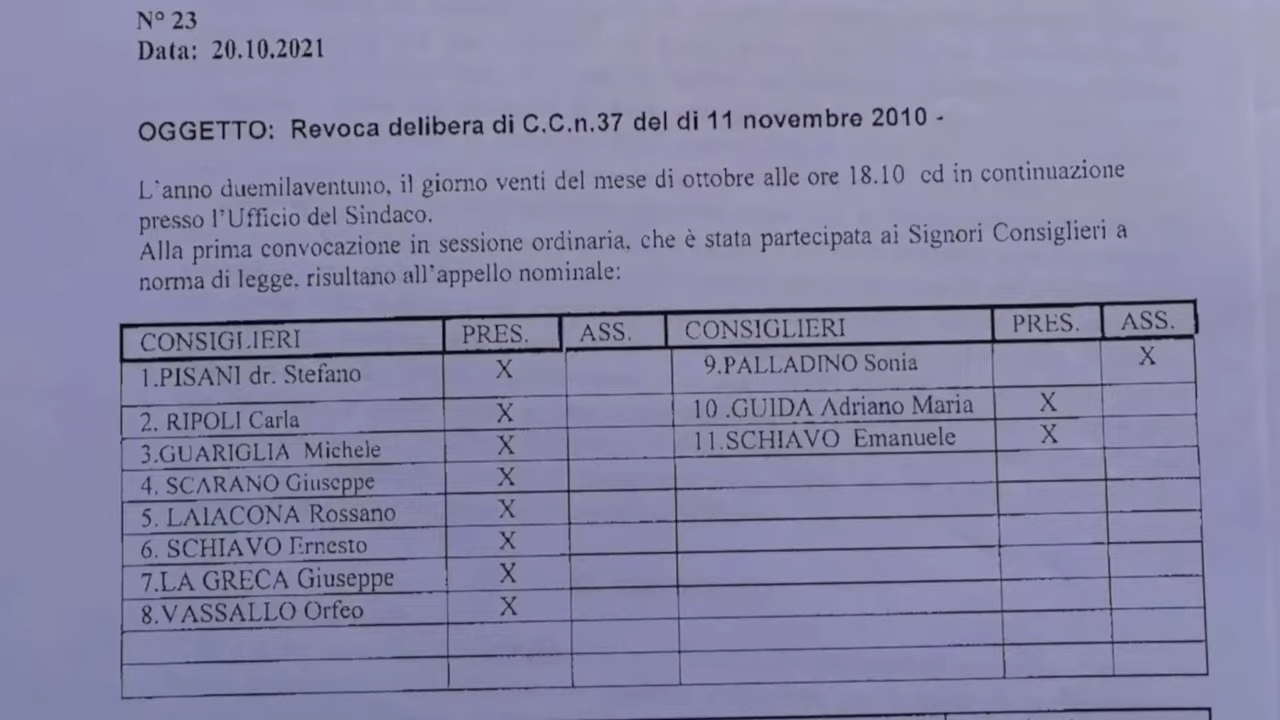 N° 23
Data: 20.10.2021
OGGETTO: Revoca delibera di C.C.n.37 del di 11 novembre 2010 -
L'anno duemilaventuno, il giorno venti del mese di ottobre alle ore 18.10 ed in continuazione
presso l'Ufficio del Sindaco.
Alla prima convocazione in sessione ordinaria, che è stata partecipata ai Signori Consiglieri a
norma di legge, risultano all'appello nominale:
CONSIGLIERI PRES. ASS. CONSIGLIERI PRES. ASS.
1.PISANI dr. Stefano X 9.PALLADINO Sonia X
2. RIPOLI Carla X 10 .GUIDA Adriano Maria X
3.GUARIGLIA Michele X 11.SCHIAVO Emanuele X
4. SCARANO Giuseppe X
5. LAIACONA Rossano X
6. SCHIAVO Ernesto X
7.LA GRECA Giuseppe X
8.VASSALLO Orfeo X